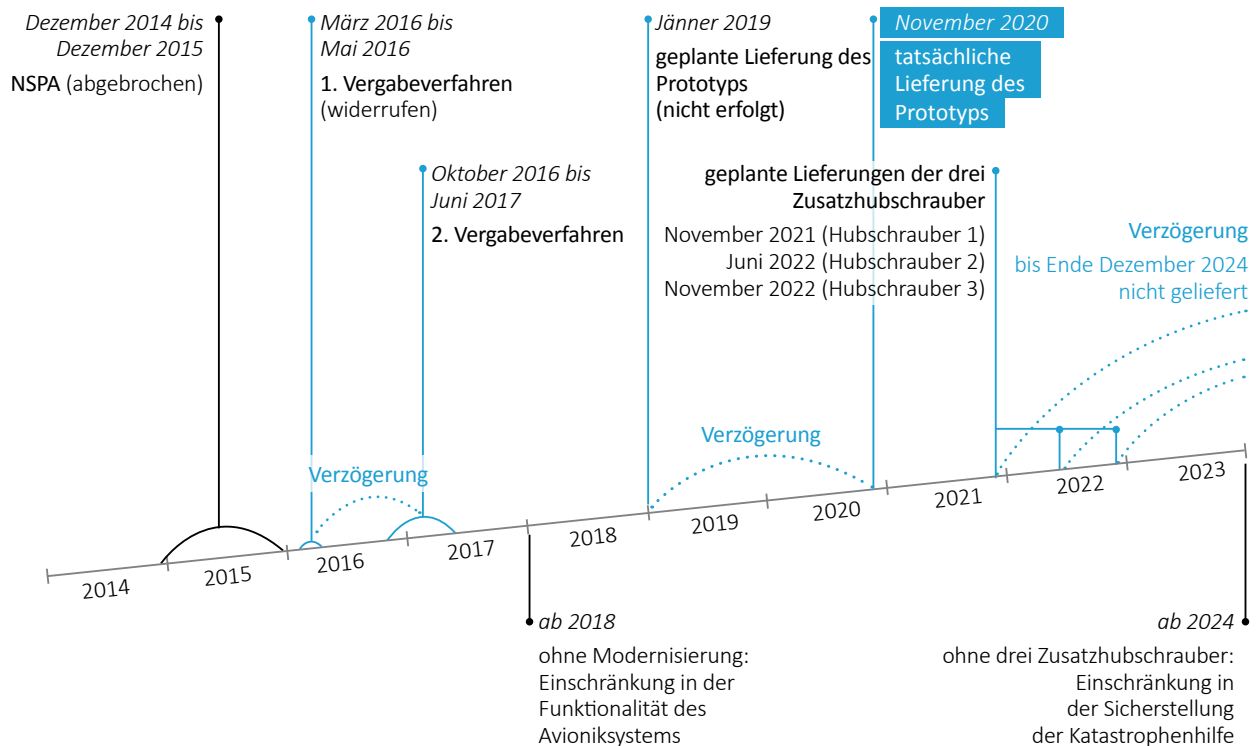 Dezember 2014 bis
Dezember 2015
NSPA (abgebrochen)
März 2016 bis
Mai 2016
1. Vergabeverfahren
(widerrufen)
Oktober 2016 bis
Juni 2017
2. Vergabeverfahren
Jänner 2019
geplante Lieferung des
Prototyps
(nicht erfolgt)
November 2020
tatsächliche
Lieferung des
Prototyps
geplante Lieferungen der drei
Zusatzhubschrauber
November 2021 (Hubschrauber 1)
Juni 2022 (Hubschrauber 2)
November 2022 (Hubschrauber 3)
Verzögerung
bis Ende Dezember 2024
nicht geliefert
Verzögerung
Verzögerung
2014
2015
2016
2017
2018
2019
2020
2021
2022
2023
ab 2018
ohne Modernisierung:
Einschränkung in der
Funktionalität des
Avioniksystems
ab 2024
ohne drei Zusatzhubschrauber:
Einschränkung in
der Sicherstellung
der Katastrophenhilfe